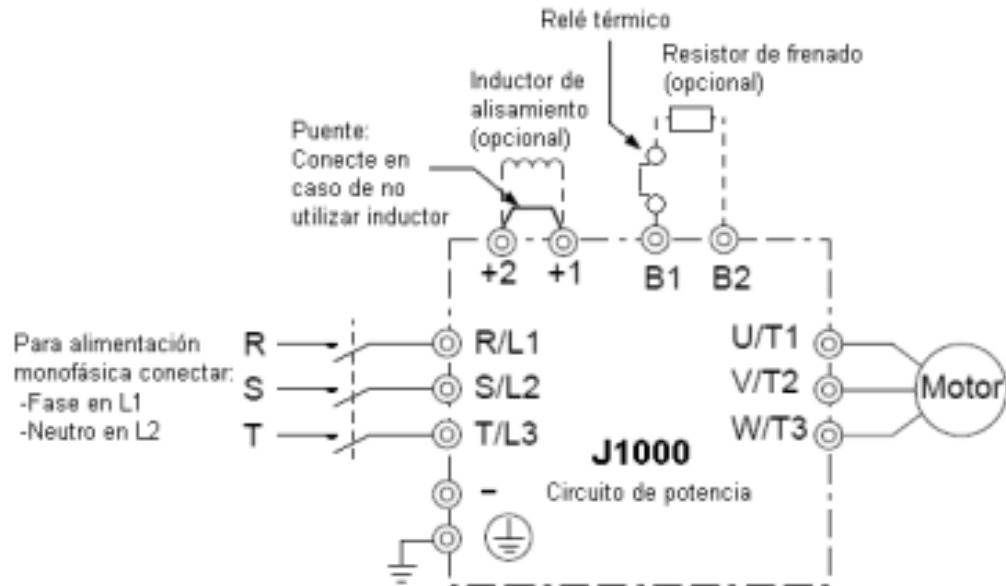 Relé térmico
Resistor de frenado
(opcional)
Inductor de
alisamiento
(opcional)
Puente:
Conecte en
caso de no
utilizar inductor
+2
+1
B1
B2
Para alimentación
monofásica conectar:
-Fase en L1
-Neutro en L2
R
S
T
R/L1
S/L2
T/L3
–
U/T1
V/T2
W/T3
Motor
J1000
Circuito de potencia